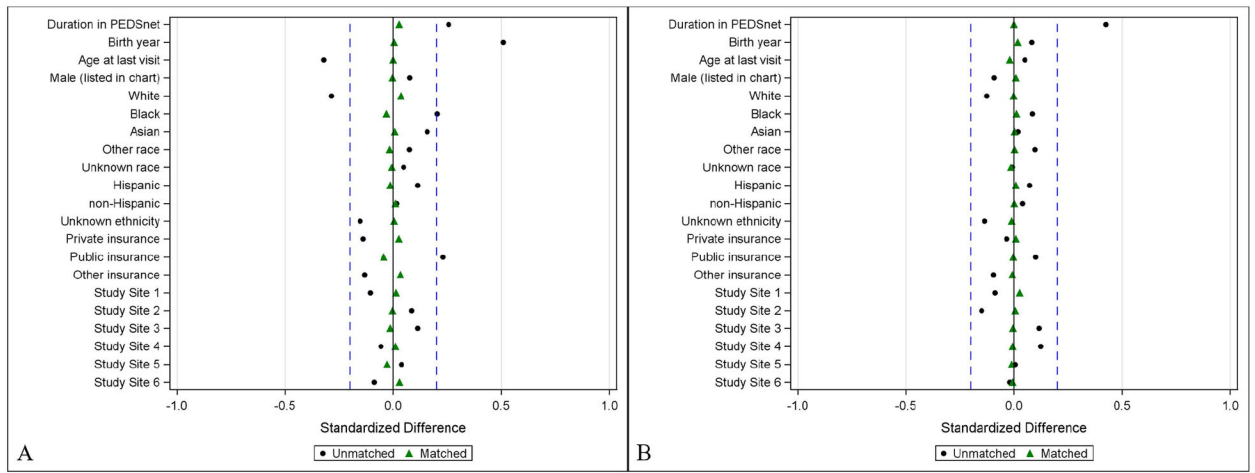 Duration in PEDSnet
Birth year
Age at last visit
Male (listed in chart)
White
Black
Asian
Other race
Unknown race
Hispanic
non-Hispanic
Unknown ethnicity
Private insurance
Public insurance
Other insurance
Study Site 1
Study Site 2
Study Site 3
Study Site 4
Study Site 5
Study Site 6
-1.0 -0.5 0.0 0.5 1.0
Standardized Difference
Unmatched Matched
A
Duration in PEDSnet
Birth year
Age at last visit
Male (listed in chart)
White
Black
Asian
Other race
Unknown race
Hispanic
non-Hispanic
Unknown ethnicity
Private insurance
Public insurance
Other insurance
Study Site 1
Study Site 2
Study Site 3
Study Site 4
Study Site 5
Study Site 6
-1.0 -0.5 0.0 0.5 1.0
Standardized Difference
Unmatched Matched
B